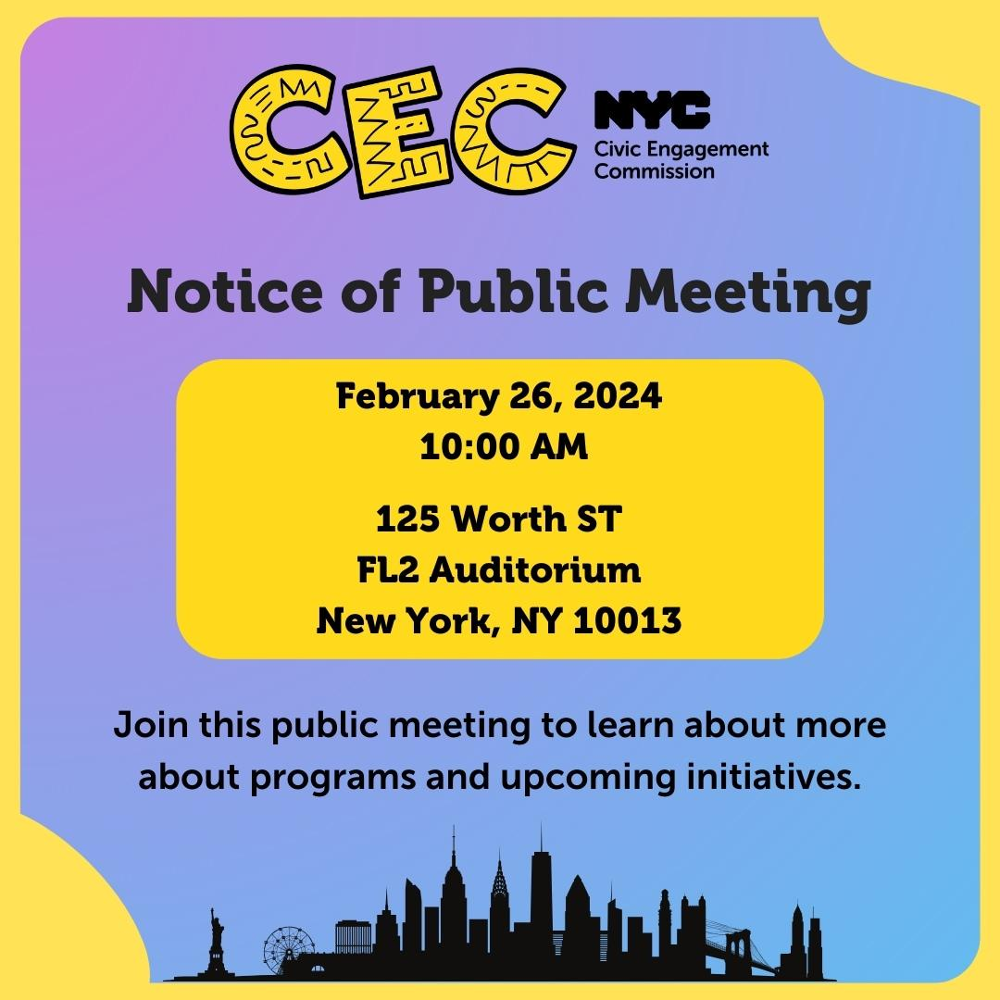 CEC
NYC
Civic Engagement
Commission
Notice of Public Meeting
February 26, 2024
10:00 AM
125 Worth ST
FL2 Auditorium
New York, NY 10013
Join this public meeting to learn about more
about programs and upcoming initiatives.